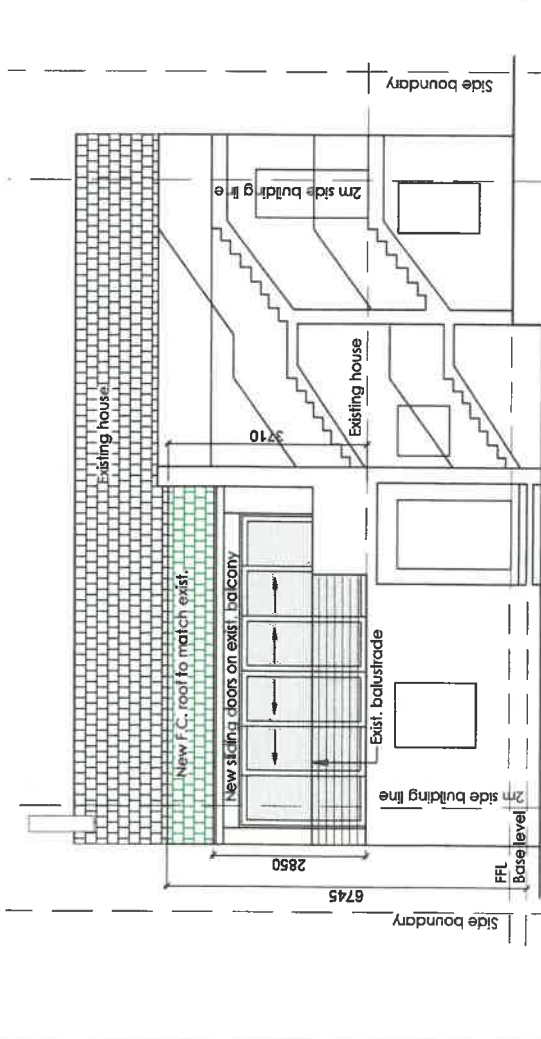 Side boundary
2m side building line
Existing house
Existing house
3710
New F.C. roof to match exist.
New sliding doors on exist. balcony
Exist. balustrade
2850
6745
2m side building line
FFL
Base level
Side boundary